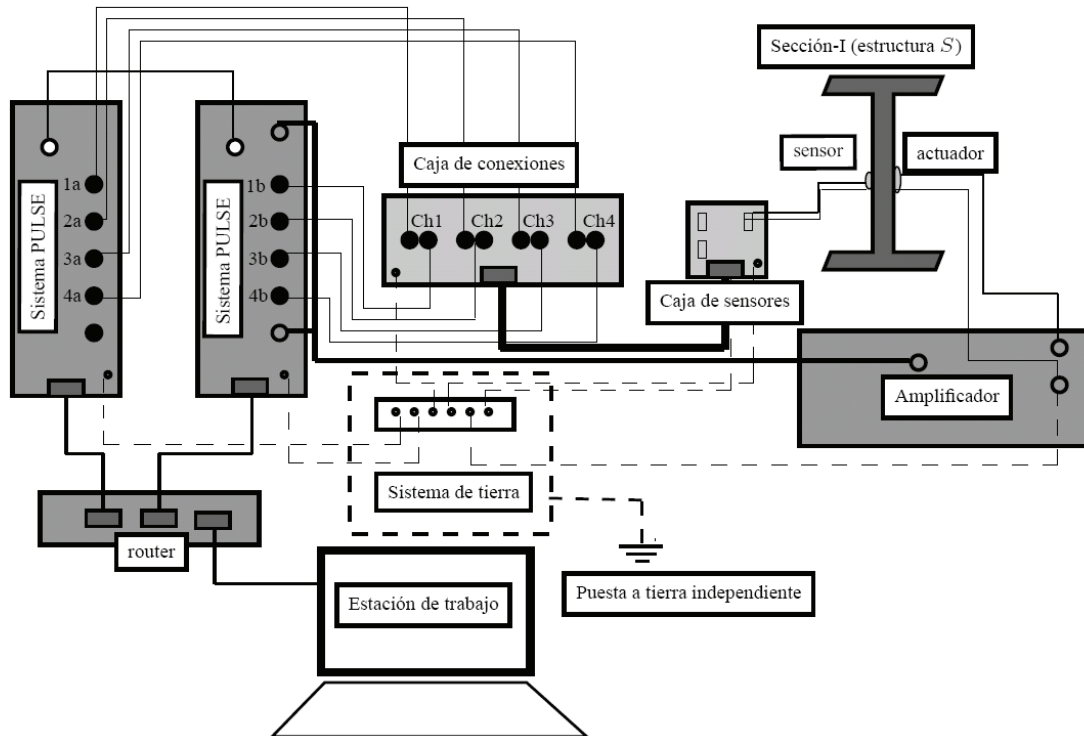 Sección-I (estructura S)
Caja de conexiones
sensor
actuador
Sistema PULSE
1a
2a
3a
4a
Sistema PULSE
1b
2b
3b
4b
Ch1
Ch2
Ch3
Ch4
Caja de sensores
Amplificador
Sistema de tierra
router
Estación de trabajo
Puesta a tierra independiente